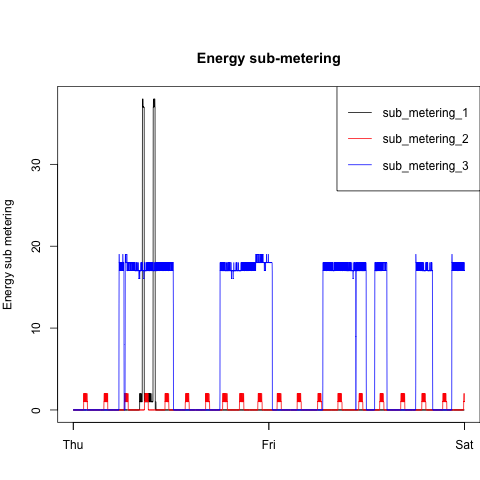 Energy sub-metering
sub_metering_1
sub_metering_2
sub_metering_3
Energy sub metering
30
20
10
0
Thu
Fri
Sat